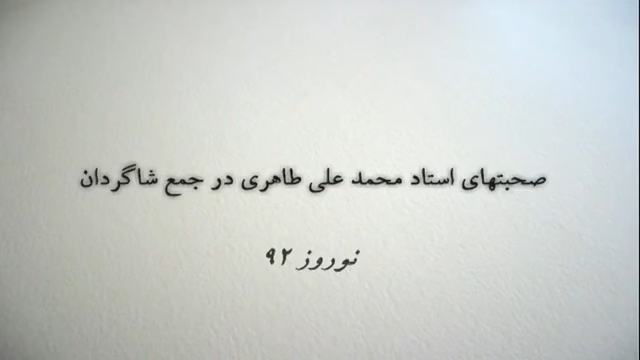 صحبتهای استاد محمد علی طاهری در جمع شاگردان
نوروز ۹۲